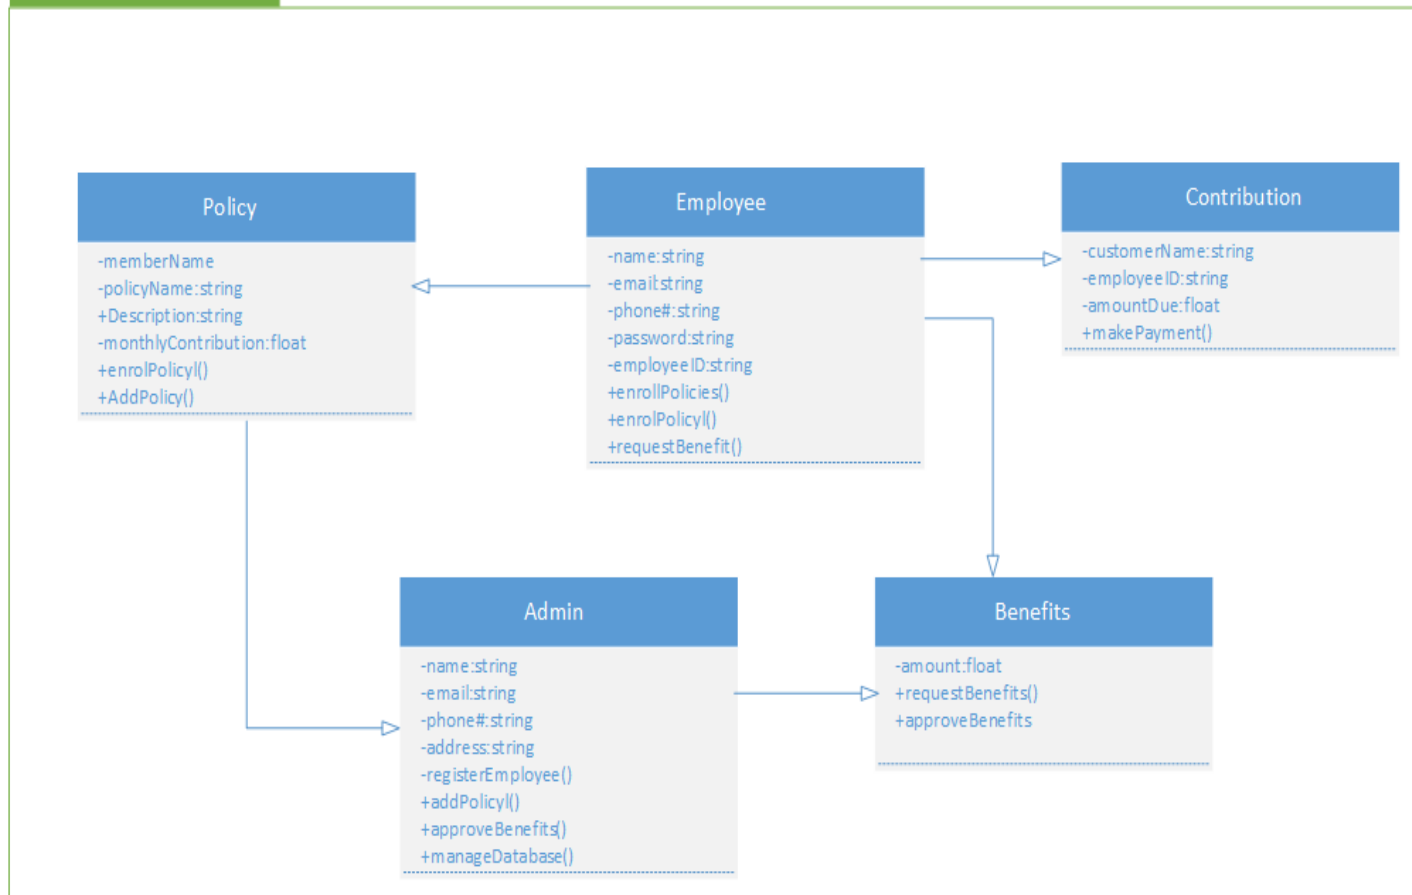 Policy
-memberName
-policyName:string
+Description:string
-monthlyContribution:float
+enrolPolicyl()
+AddPolicy()
Employee
-name:string
-email:string
-phone#:string
-password:string
-employeeID:string
+enrollPolicies()
+enrolPolicyl()
+requestBenefit()
Contribution
-customerName:string
-employeeID:string
-amountDue:float
+makePayment()
Admin
-name:string
-email:string
-phone#:string
-address:string
-registerEmployee()
+addPolicyl()
+approveBenefits()
+manageDatabase()
Benefits
-amount:float
+requestBenefits()
+approveBenefits